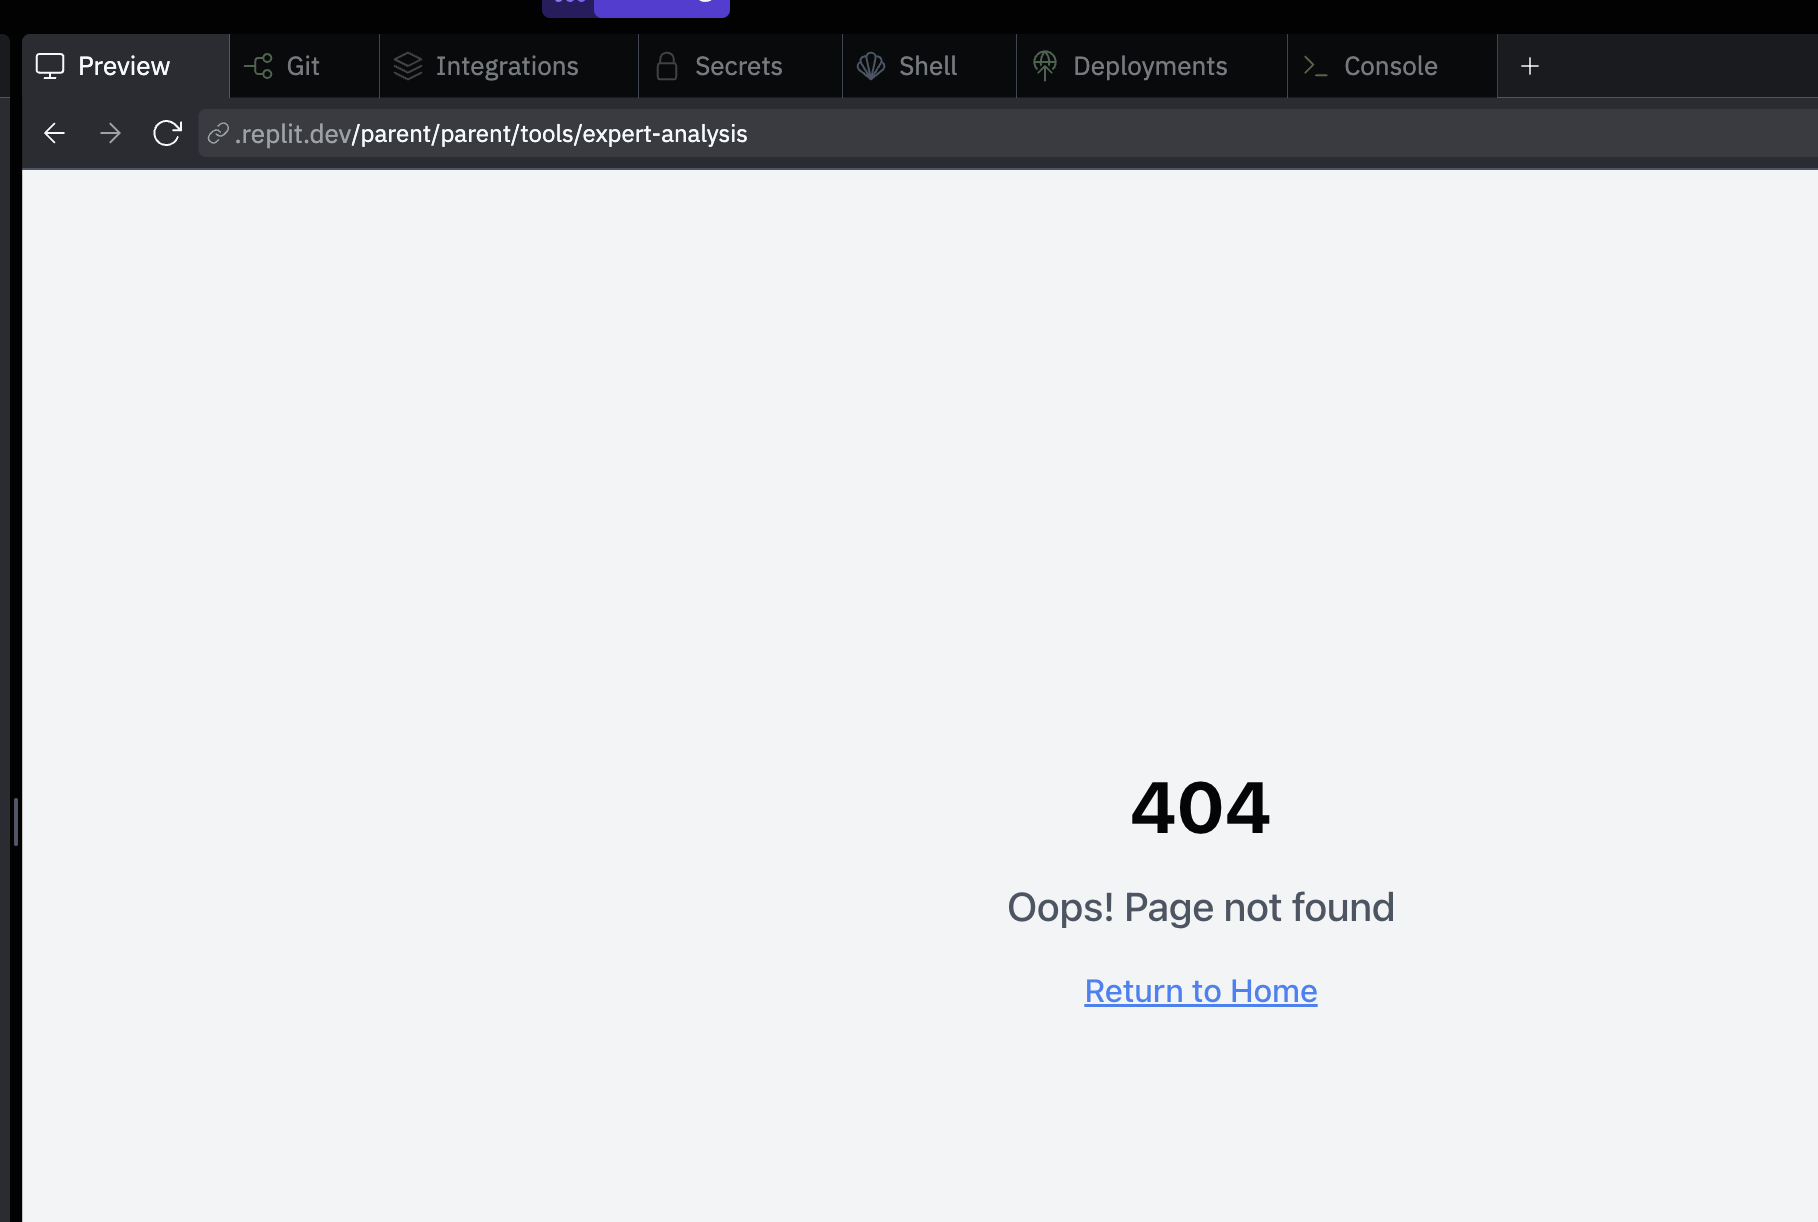 Preview
Git
Integrations
Secrets
Shell
Deployments
Console
.replit.dev/parent/parent/tools/expert-analysis
404
Oops! Page not found
Return to Home